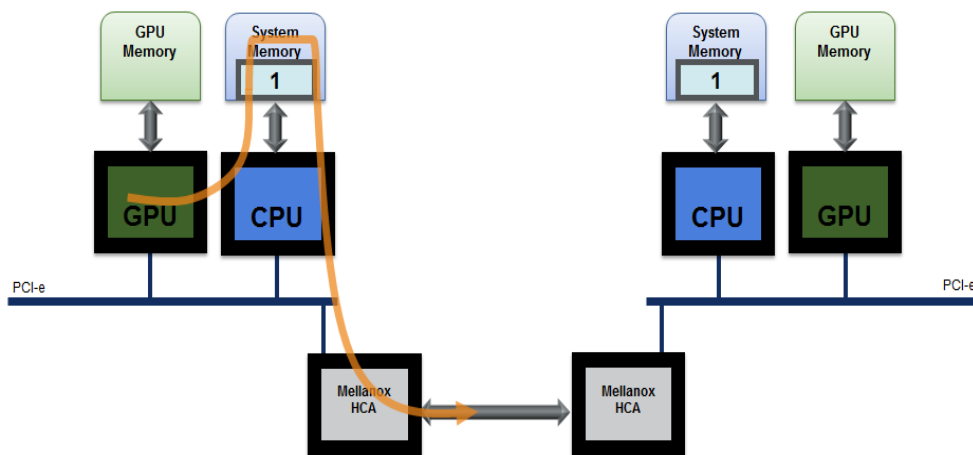 GPU
Memory
System
Memory
1
System
Memory
1
GPU
Memory
GPU
CPU
CPU
GPU
PCI-e
PCI-e
Mellanox
HCA
Mellanox
HCA